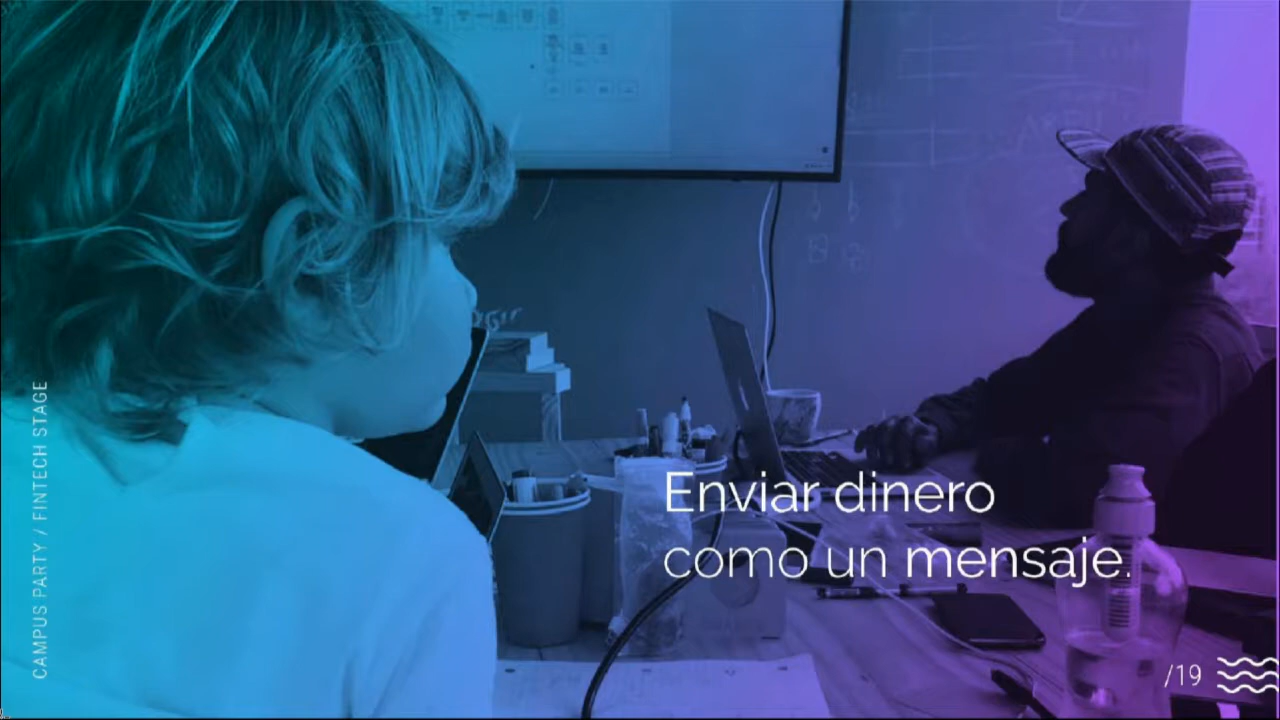 Enviar dinero
como un mensaje.
CAMPUS PARTY / FINTECH STAGE
/19